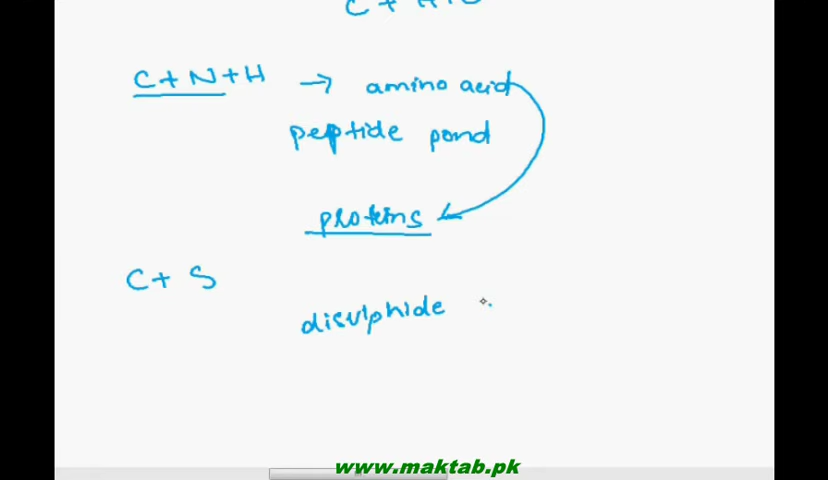 C+N+H → amino acid
peptide pond
proteins
C+ S
disulphide
www.maktab.pk